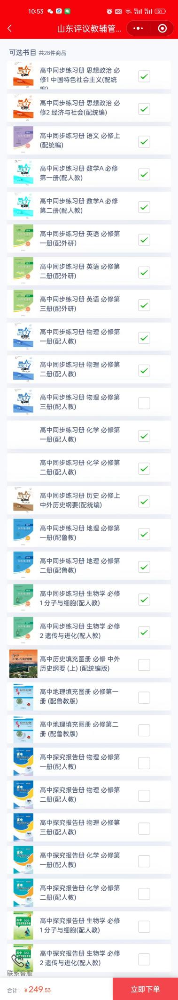 10:53
51
山东评议教辅管...
可选书目 共28件商品
高中同步练习册 思想政治 必
修1 中国特色社会主义(配统
编)
高中同步练习册 思想政治 必
修2 经济与社会(配统编)
高中同步练习册 语文 必修上
(配统编)
高中同步练习册 数学A 必修
第一册(配人教)
高中同步练习册 数学A 必修
第二册(配人教)
高中同步练习册 英语 必修第
一册(配外研)
高中同步练习册 英语 必修第
二册(配外研)
高中同步练习册 英语 必修第
三册(配外研)
高中同步练习册 物理 必修第
一册(配人教)
高中同步练习册 物理 必修第
二册(配人教)
高中同步练习册 物理 必修第
三册(配人教)
高中同步练习册 化学 必修第
一册(配人教)
高中同步练习册 化学 必修第
二册(配人教)
高中同步练习册 历史 必修上
中外历史纲要(配统编)
高中同步练习册 地理 必修第
一册(配鲁教)
高中同步练习册 地理 必修第
二册(配鲁教)
高中同步练习册 生物学 必修
1 分子与细胞(配人教)
高中同步练习册 生物学 必修
2 遗传与进化(配人教)
高中历史填充图册 必修 中外
历史纲要 (上) (配统编版)
高中地理填充图册 必修第一
册 (配鲁教版)
高中地理填充图册 必修第二
册 (配鲁教版)
高中探究报告册 物理 必修第
一册(配人教)
高中探究报告册 物理 必修第
二册(配人教)
高中探究报告册 物理 必修第
三册(配人教)
高中探究报告册 化学 必修第
一册(配人教)
高中探究报告册 化学 必修第
二册(配人教)
高中探究报告册 生物学 必修
1 分子与细胞(配人教)
高中探究报告册 生物学 必修
2 遗传与进化(配人教)
联系客服
合计: ¥249.53
立即下单